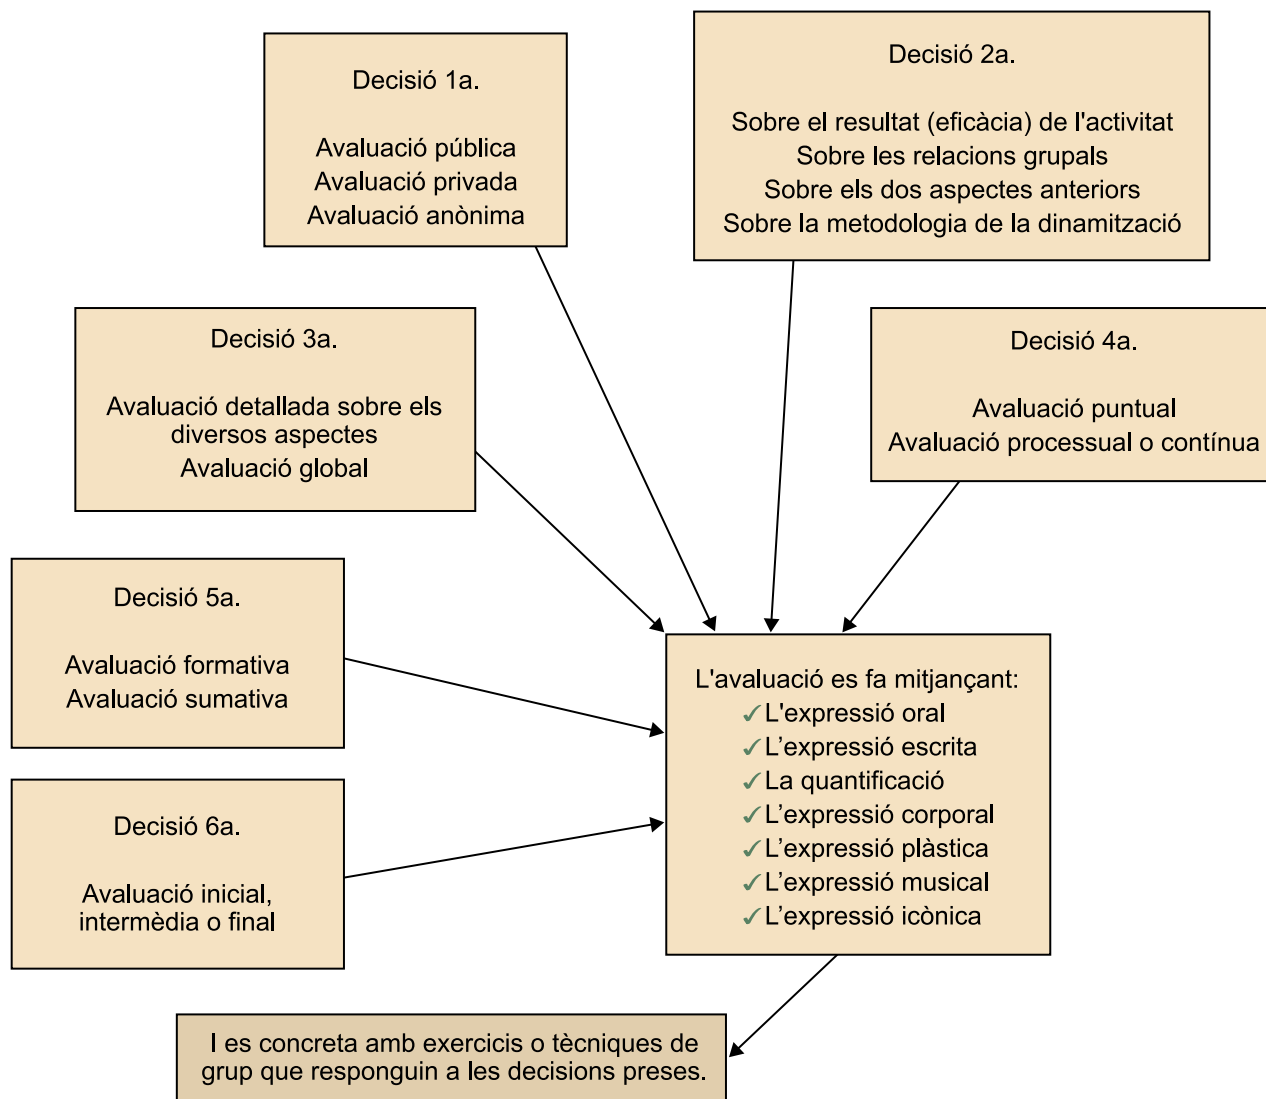 Decisió 1a.
Avaluació pública
Avaluació privada
Avaluació anònima
Decisió 2a.
Sobre el resultat (eficàcia) de l'activitat
Sobre les relacions grupals
Sobre els dos aspectes anteriors
Sobre la metodologia de la dinamització
Decisió 3a.
Avaluació detallada sobre els
diversos aspectes
Avaluació global
Decisió 4a.
Avaluació puntual
Avaluació processual o contínua
Decisió 5a.
Avaluació formativa
Avaluació sumativa
Decisió 6a.
Avaluació inicial,
intermèdia o final
L'avaluació es fa mitjançant:
✓L'expressió oral
✓L’expressió escrita
✓La quantificació
✓L’expressió corporal
✓L’expressió plàstica
✓L’expressió musical
✓L’expressió icònica
I es concreta amb exercicis o tècniques de
grup que responguin a les decisions preses.